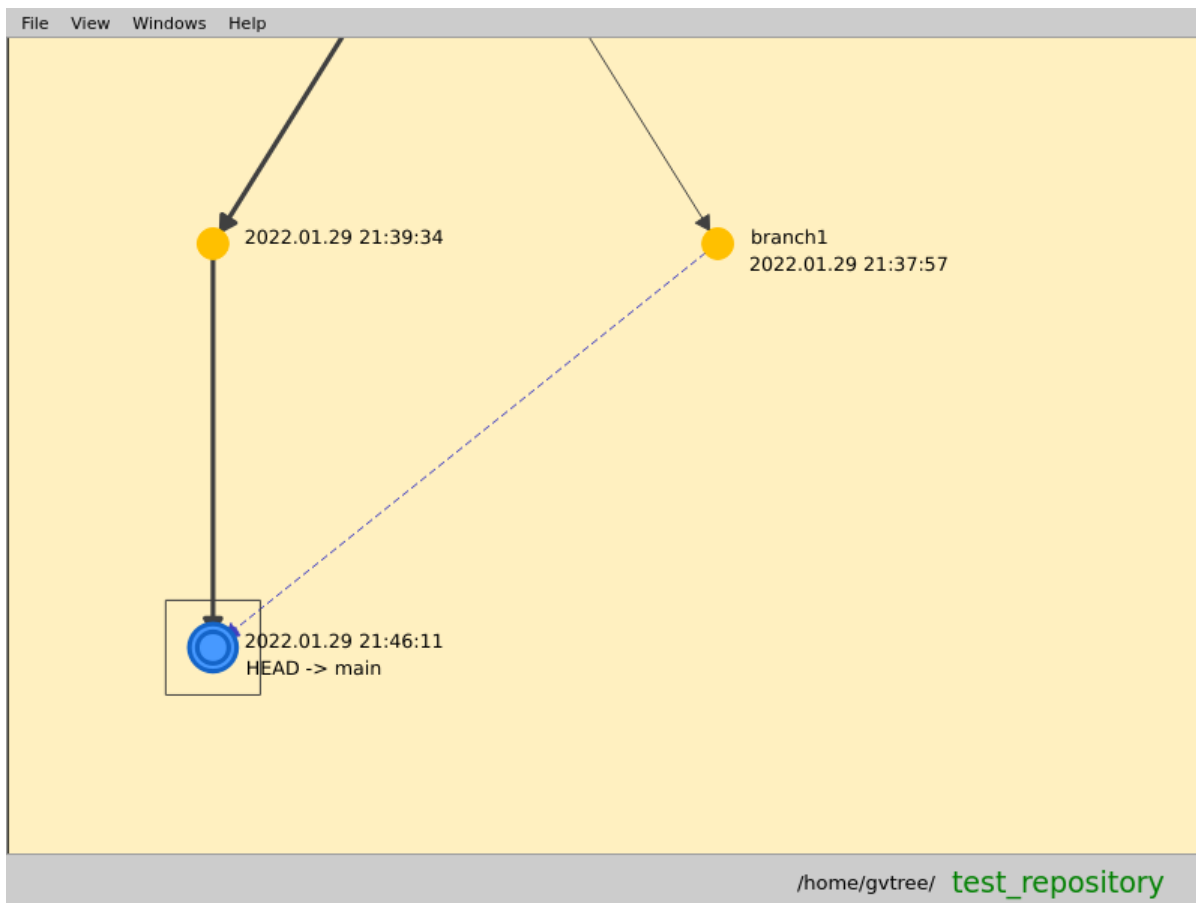 File View Windows Help
2022.01.29 21:39:34
branch1
2022.01.29 21:37:57
2022.01.29 21:46:11
HEAD -> main
/home/gvtree/ test_repository